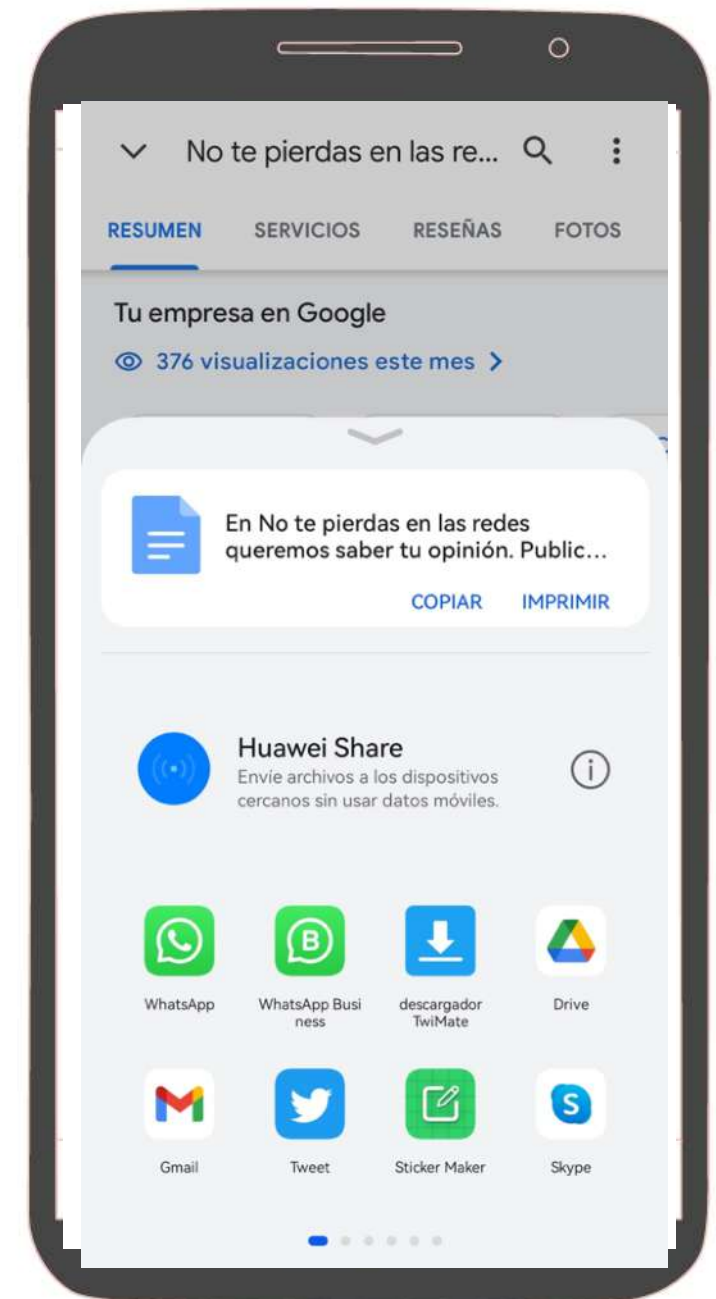 No te pierdas en las re...
RESUMEN SERVICIOS RESEÑAS FOTOS
Tu empresa en Google
376 visualizaciones este mes
En No te pierdas en las redes
queremos saber tu opinión. Public...
COPIAR IMPRIMIR
Huawei Share
Envíe archivos a los dispositivos
cercanos sin usar datos móviles.
WhatsApp WhatsApp Busi descargador Drive
ness TwiMate
Gmail Tweet Sticker Maker Skype